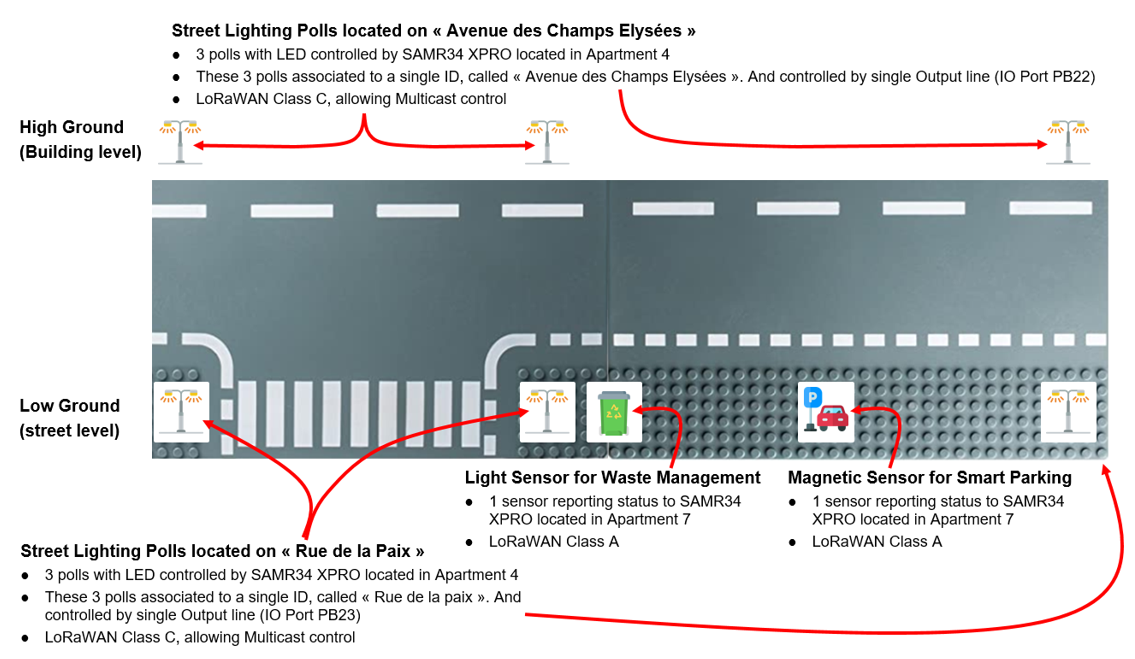 Street Lighting Polls located on « Avenue des Champs Elysées »
● 3 polls with LED controlled by SAMR34 XPRO located in Apartment 4
● These 3 polls associated to a single ID, called « Avenue des Champs Elysées ». And controlled by single Output line (IO Port PB22)
● LoRaWAN Class C, allowing Multicast control
High Ground
(Building level)
Low Ground
(street level)
P
Light Sensor for Waste Management
● 1 sensor reporting status to SAMR34
XPRO located in Apartment 7
● LoRaWAN Class A
Magnetic Sensor for Smart Parking
● 1 sensor reporting status to SAMR34
XPRO located in Apartment 7
● LoRaWAN Class A
Street Lighting Polls located on « Rue de la Paix »
● 3 polls with LED controlled by SAMR34 XPRO located in Apartment 4
● These 3 polls associated to a single ID, called « Rue de la paix ». And
controlled by single Output line (IO Port PB23)
● LoRaWAN Class C, allowing Multicast control